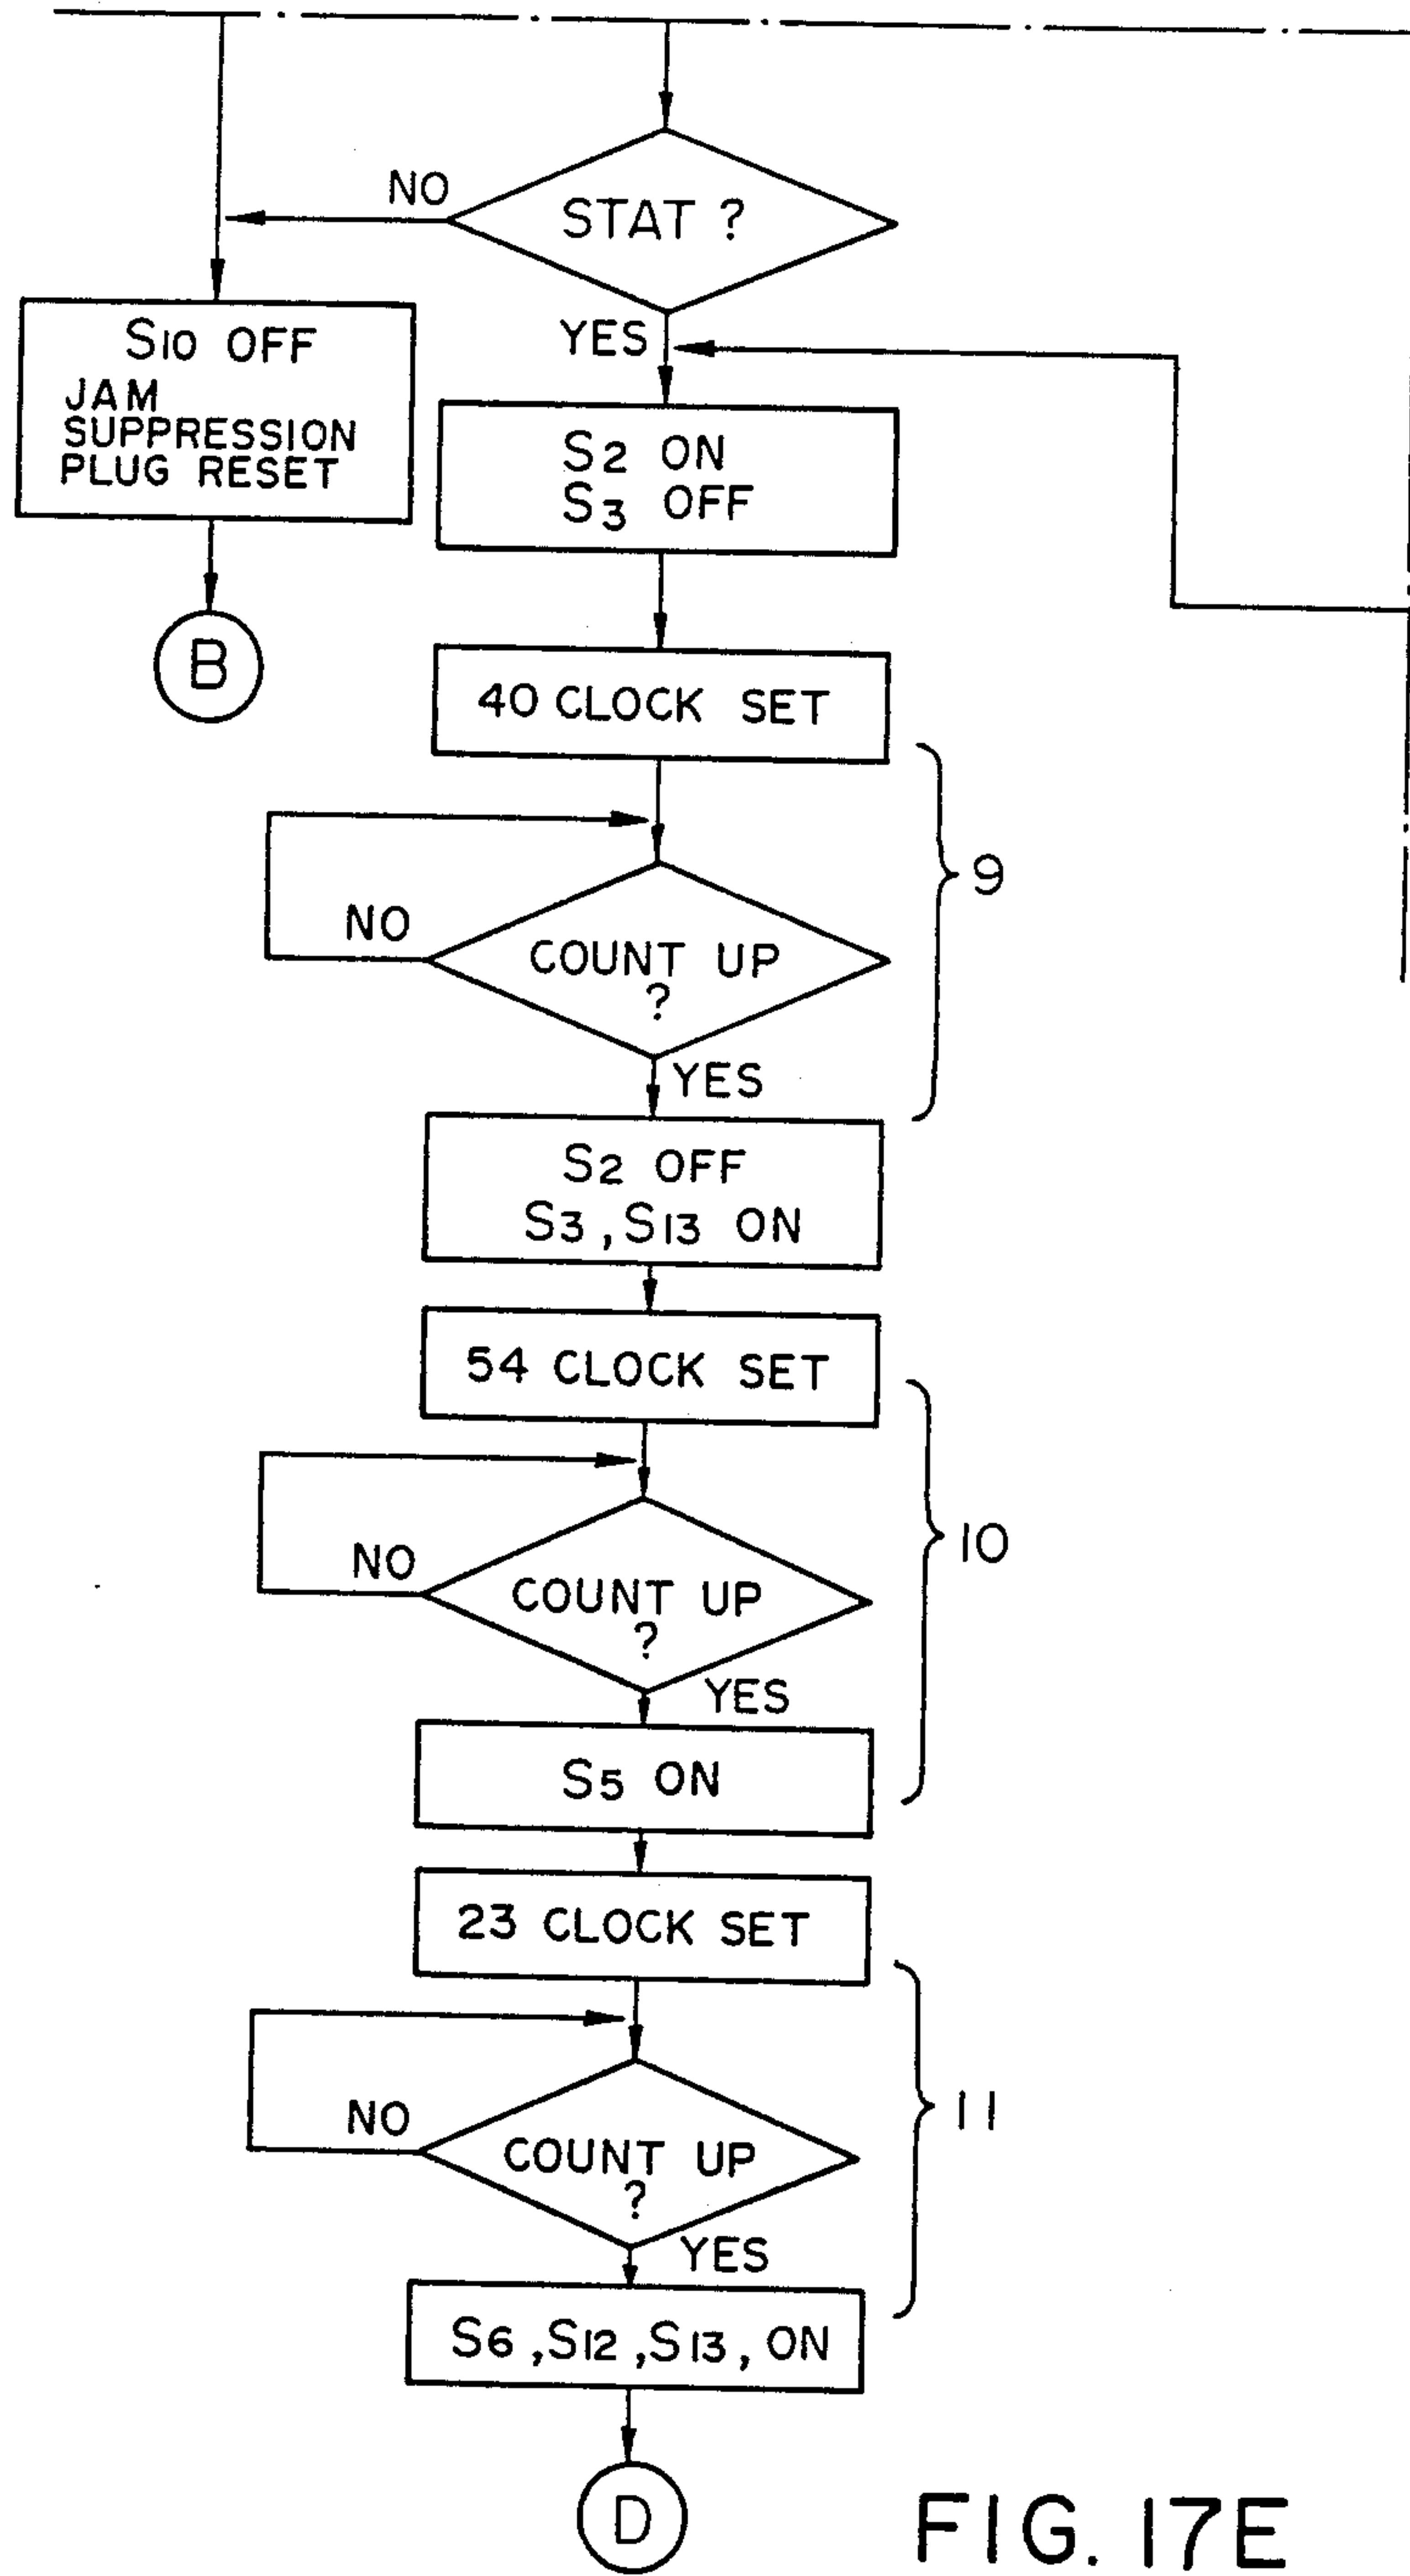 NO
STAT ?
YES
S10 OFF
JAM
SUPPRESSION
PLUG RESET
S2 ON
S3 OFF
B
40 CLOCK SET
9
NO
COUNT UP
?
YES
S2 OFF
S3 , S13 ON
54 CLOCK SET
10
NO
COUNT UP
?
YES
S5 ON
23 CLOCK SET
11
NO
COUNT UP
?
YES
S6 , S12 , S13 , ON
D
FIG. 17E